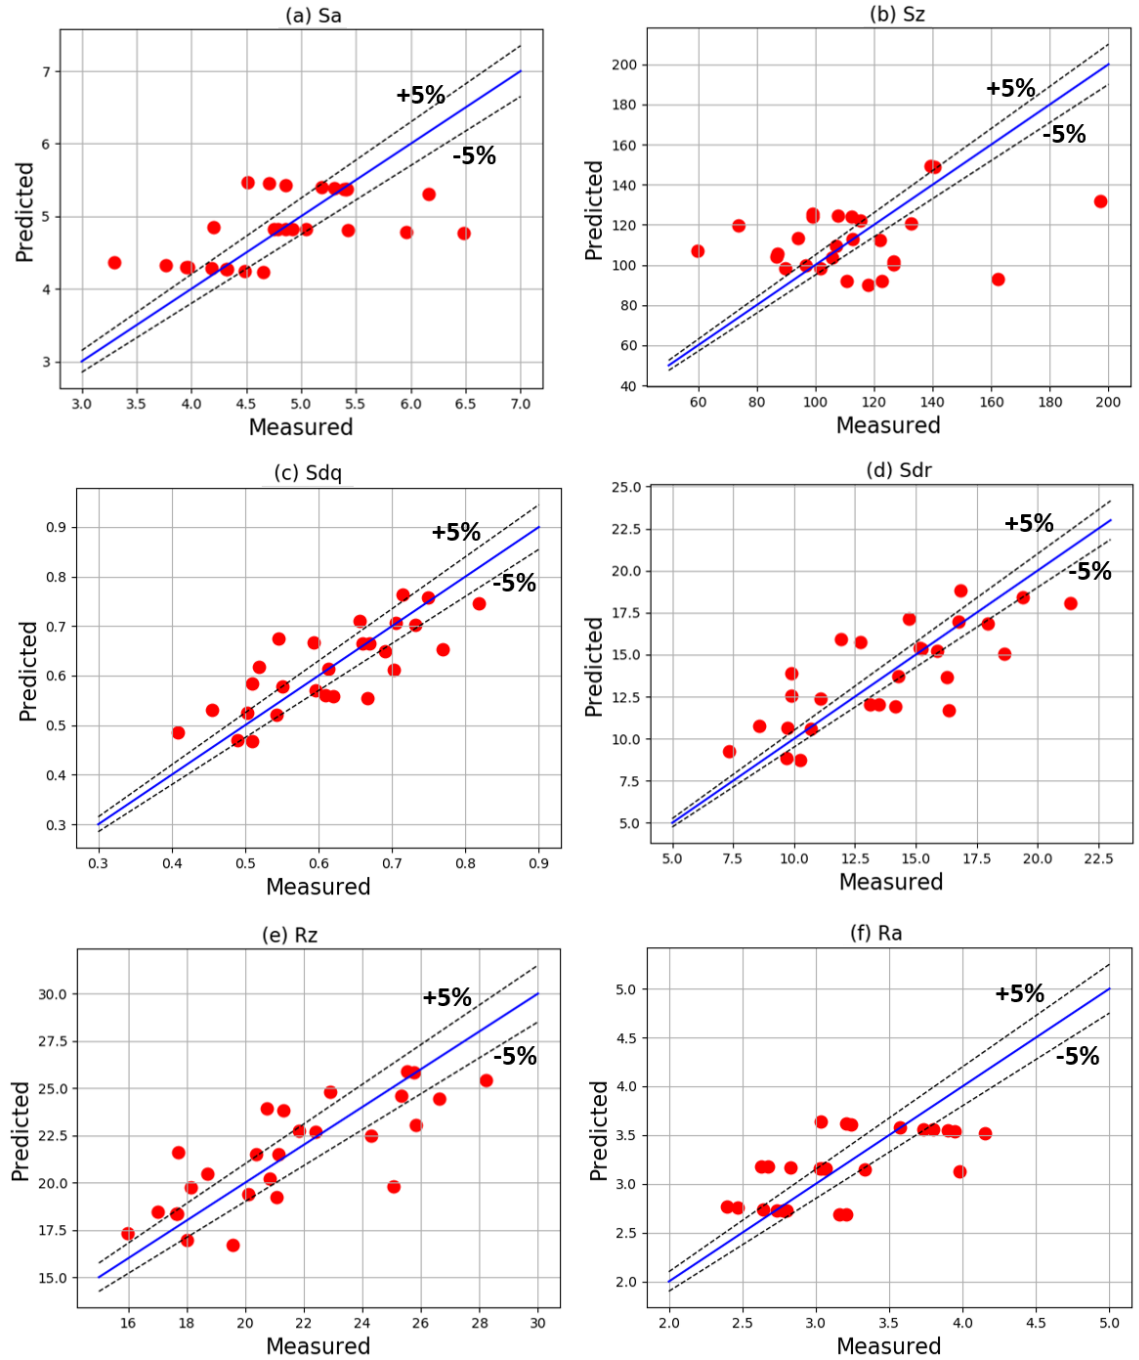 (a) Sa
7
6
5
4
3
3.0 3.5 4.0 4.5 5.0 5.5 6.0 6.5 7.0
Predicted
Measured
+5%
-5%
(b) Sz
200
180
160
140
120
100
80
60
40
60 80 100 120 140 160 180 200
Predicted
Measured
+5%
-5%
(c) Sdq
0.9
0.8
0.7
0.6
0.5
0.4
0.3
0.3 0.4 0.5 0.6 0.7 0.8 0.9
Predicted
Measured
+5%
-5%
(d) Sdr
25.0
22.5
20.0
17.5
15.0
12.5
10.0
7.5
5.0
5.0 7.5 10.0 12.5 15.0 17.5 20.0 22.5
Predicted
Measured
+5%
-5%
(e) Rz
30.0
27.5
25.0
22.5
20.0
17.5
15.0
16 18 20 22 24 26 28 30
Predicted
Measured
+5%
-5%
(f) Ra
5.0
4.5
4.0
3.5
3.0
2.5
2.0
2.0 2.5 3.0 3.5 4.0 4.5 5.0
Predicted
Measured
+5%
-5%